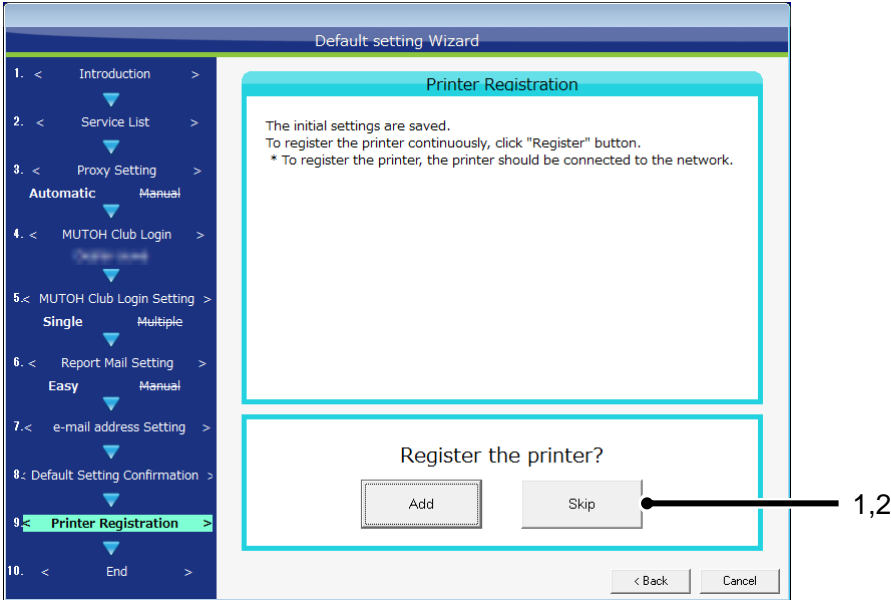 Default setting Wizard
1. < Introduction >
2. < Service List >
3. < Proxy Setting >
Automatic Manual
4. < MUTOH Club Login >
5.< MUTOH Club Login Setting >
Single Multiple
6. < Report Mail Setting >
Easy Manual
7.< e-mail address Setting >
8.< Default Setting Confirmation >
9.< Printer Registration >
10. < End >
Printer Registration
The initial settings are saved.
To register the printer continuously, click "Register" button.
* To register the printer, the printer should be connected to the network.
Register the printer?
Add Skip
1,2
< Back Cancel